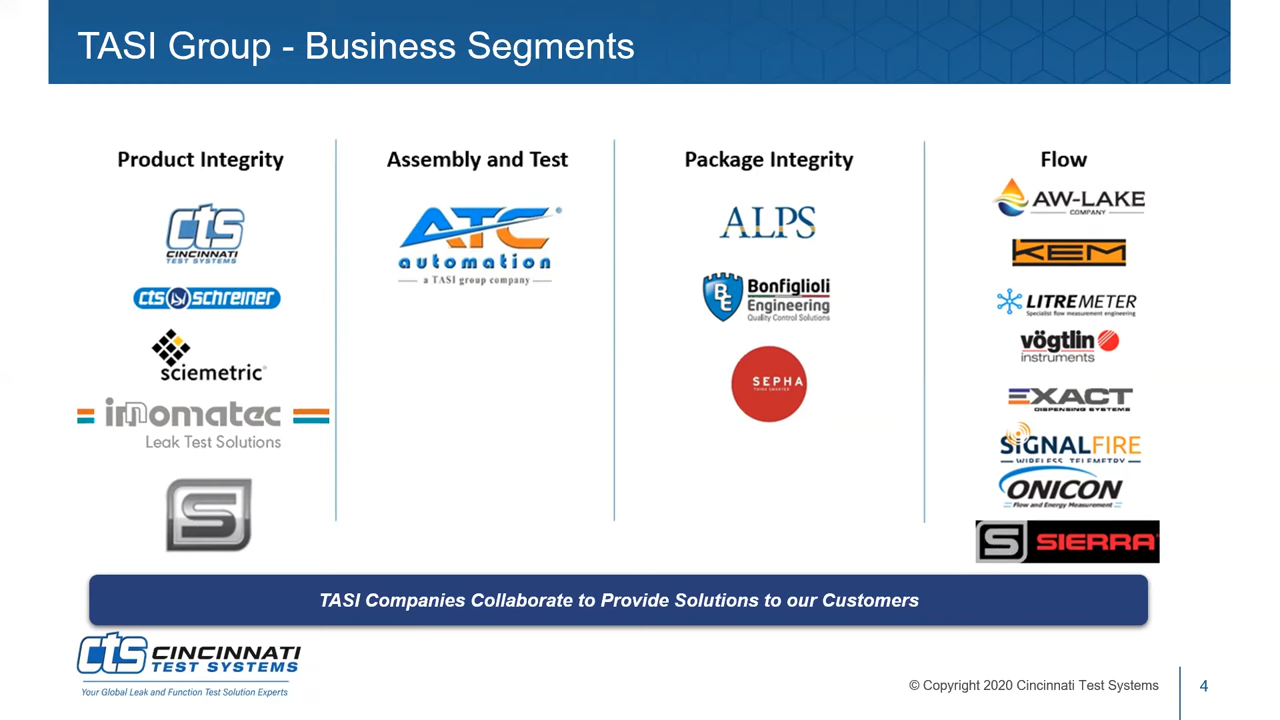 TASI Group - Business Segments
Product Integrity
cts
CINCINNATI
TEST SYSTEMS
cts schreiner
sciemetric
innomatec
Leak Test Solutions
S
Assembly and Test
ATC
automation
a TASI group company
Package Integrity
ALPS
BE
Bonfiglioli
Engineering
Quality Control Solutions
SEPHA
THINK SMARTER
Flow
AW-LAKE
COMPANY
KEM
LITREMETER
Specialist flow measurement engineering
vögtlin
instruments
EXACT
DISPENSING SYSTEMS
SIGNALFIRE
WIRELESS TELEMETRY
ONICON
Flow and Energy Measurement
S SIERRA
TASI Companies Collaborate to Provide Solutions to our Customers
cts CINCINNATI
TEST SYSTEMS
Your Global Leak and Function Test Solution Experts
© Copyright 2020 Cincinnati Test Systems
4